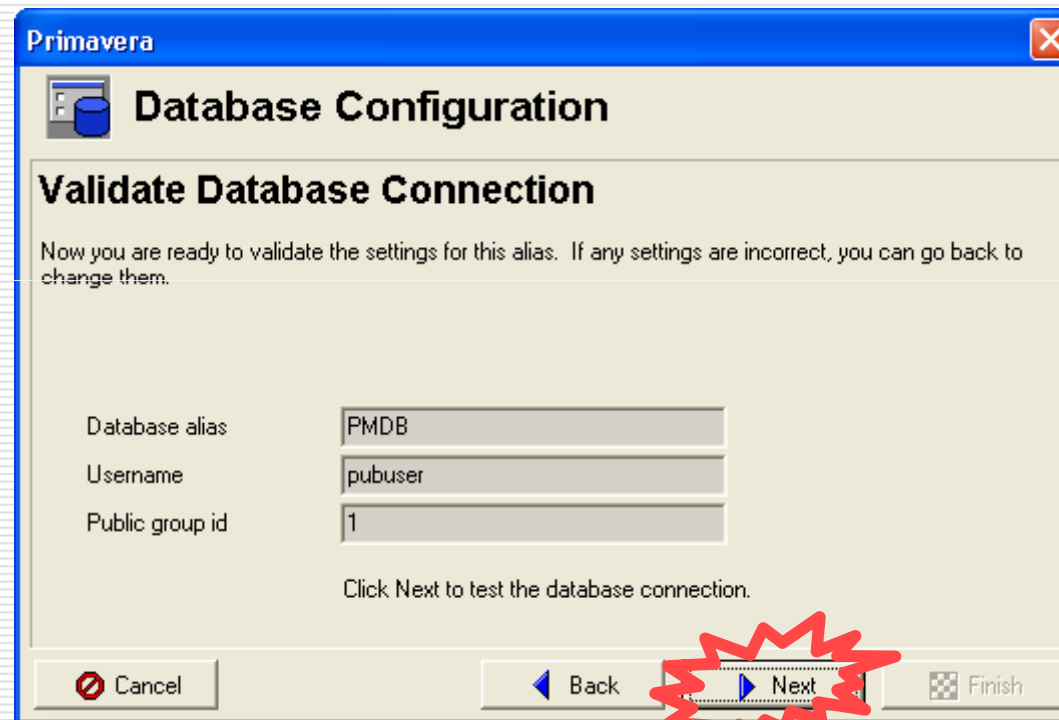 Primavera
Database Configuration
Validate Database Connection
Now you are ready to validate the settings for this alias.  If any settings are incorrect, you can go back to
change them.
Database alias PMDB
Username pubuser
Public group id 1
Click Next to test the database connection.
Cancel Back Next Finish